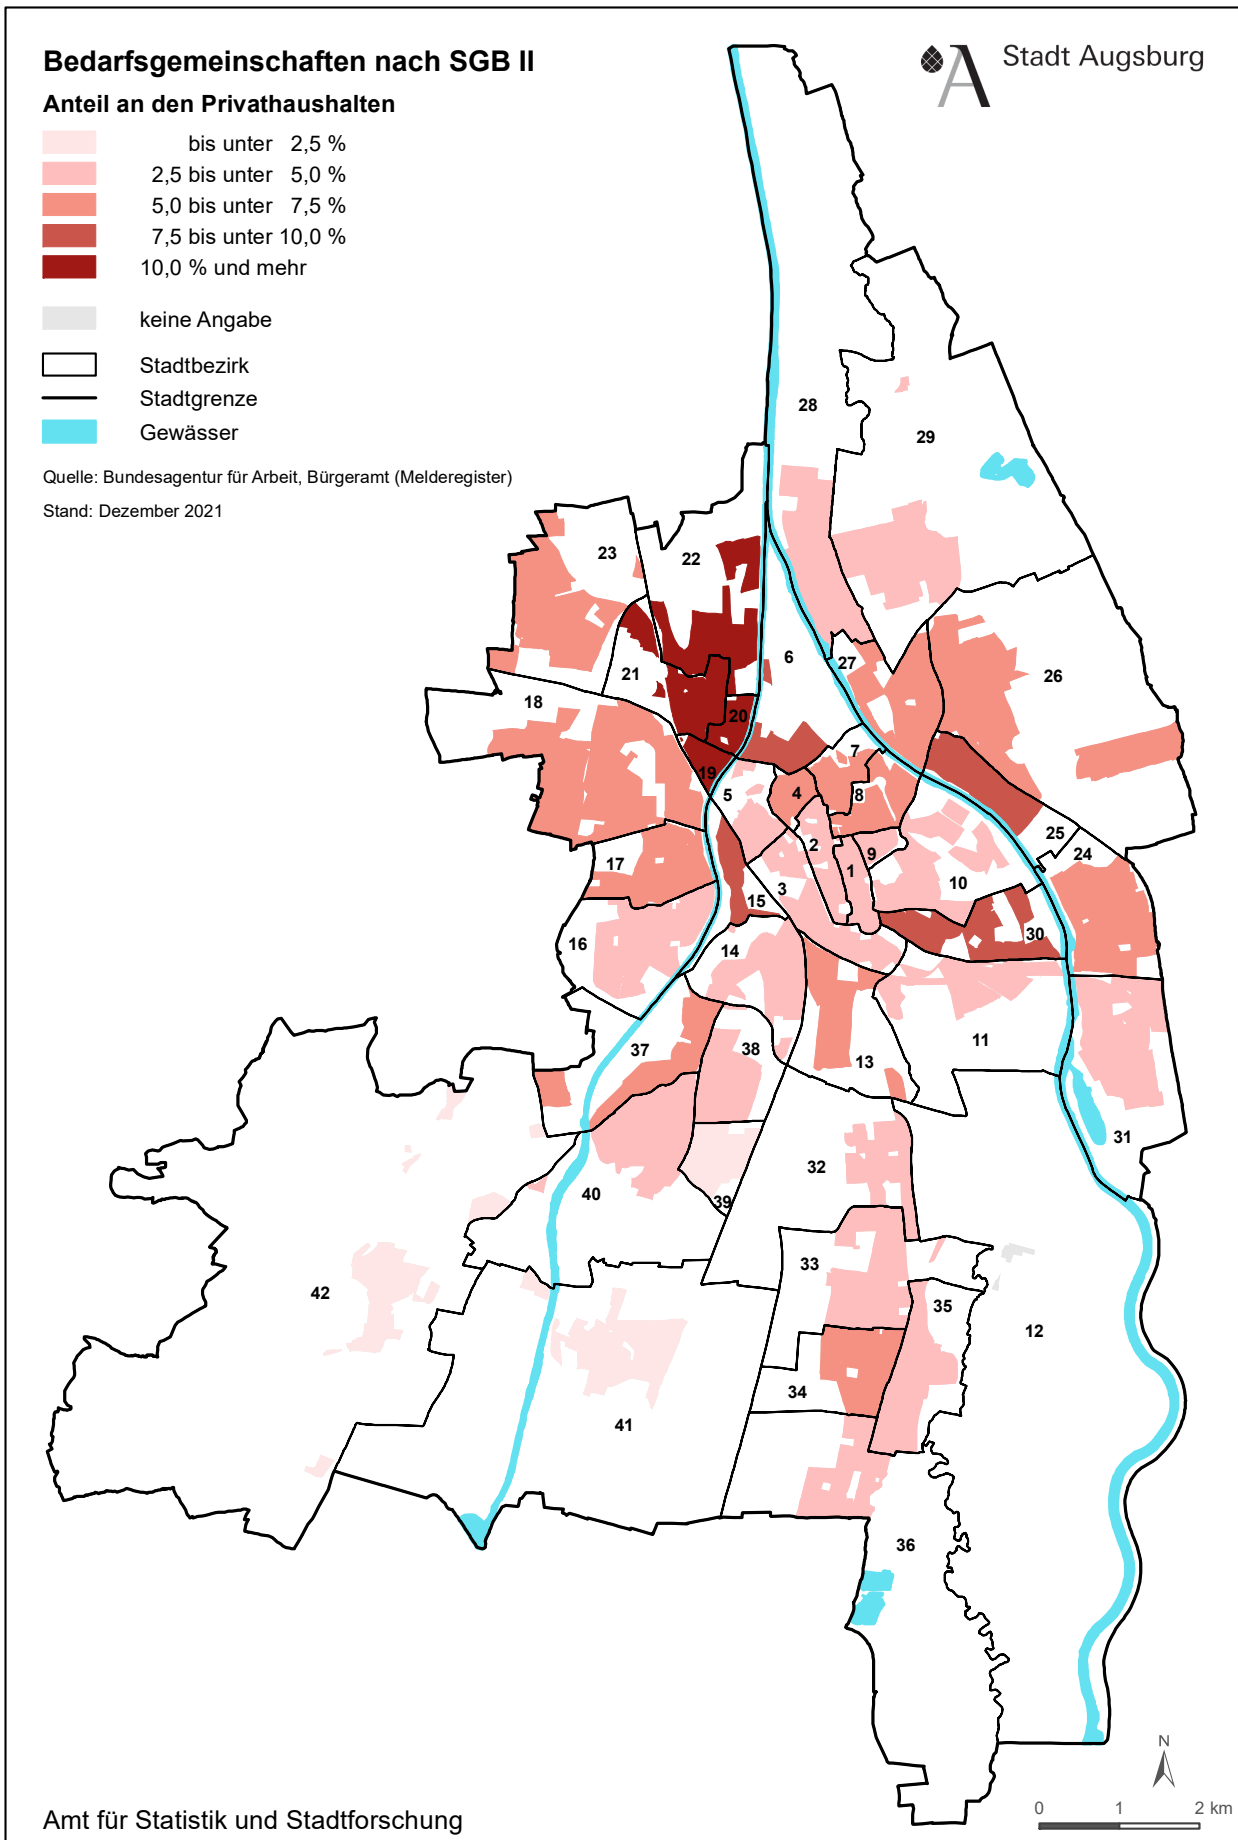 Bedarfsgemeinschaften nach SGB II
Anteil an den Privathaushalten
bis unter 2,5 %
2,5 bis unter 5,0 %
5,0 bis unter 7,5 %
7,5 bis unter 10,0 %
10,0 % und mehr
keine Angabe
Stadtbezirk
Stadtgrenze
Gewässer
Quelle: Bundesagentur für Arbeit, Bürgeramt (Melderegister)
Stand: Dezember 2021
A Stadt Augsburg
28
29
23
22
6
27
26
21
18
20
7
19
5
4
8
25
24
2
9
17
1
10
3
15
30
16
14
11
37
38
13
31
32
40
39
33
42
35
12
34
41
36
N
0 1 2 km
Amt für Statistik und Stadtforschung